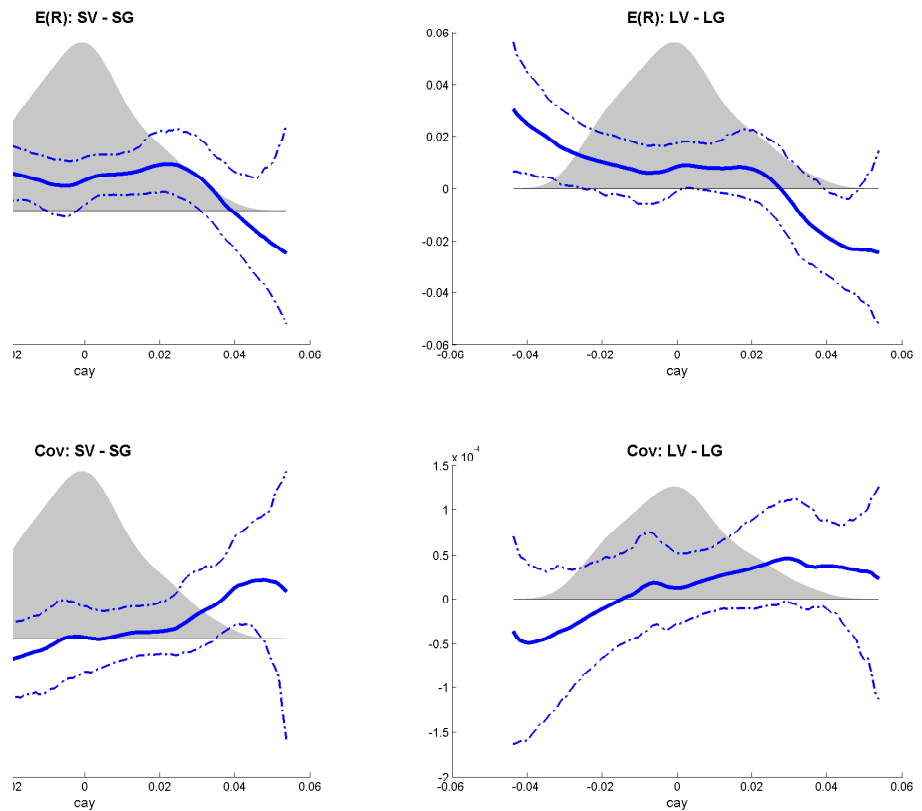 E(R): SV - SG
E(R): LV - LG
0.06
0.04
0.02
0
-0.02
-0.04
-0.06
0 0.02 0.04 0.06
-0.06 -0.04 -0.02 0 0.02 0.04 0.06
cay
cay
Cov: SV - SG
Cov: LV - LG
x 10-4
1.5
1
0.5
0
-0.5
-1
-1.5
-2
0 0.02 0.04 0.06
-0.06 -0.04 -0.02 0 0.02 0.04 0.06
cay
cay